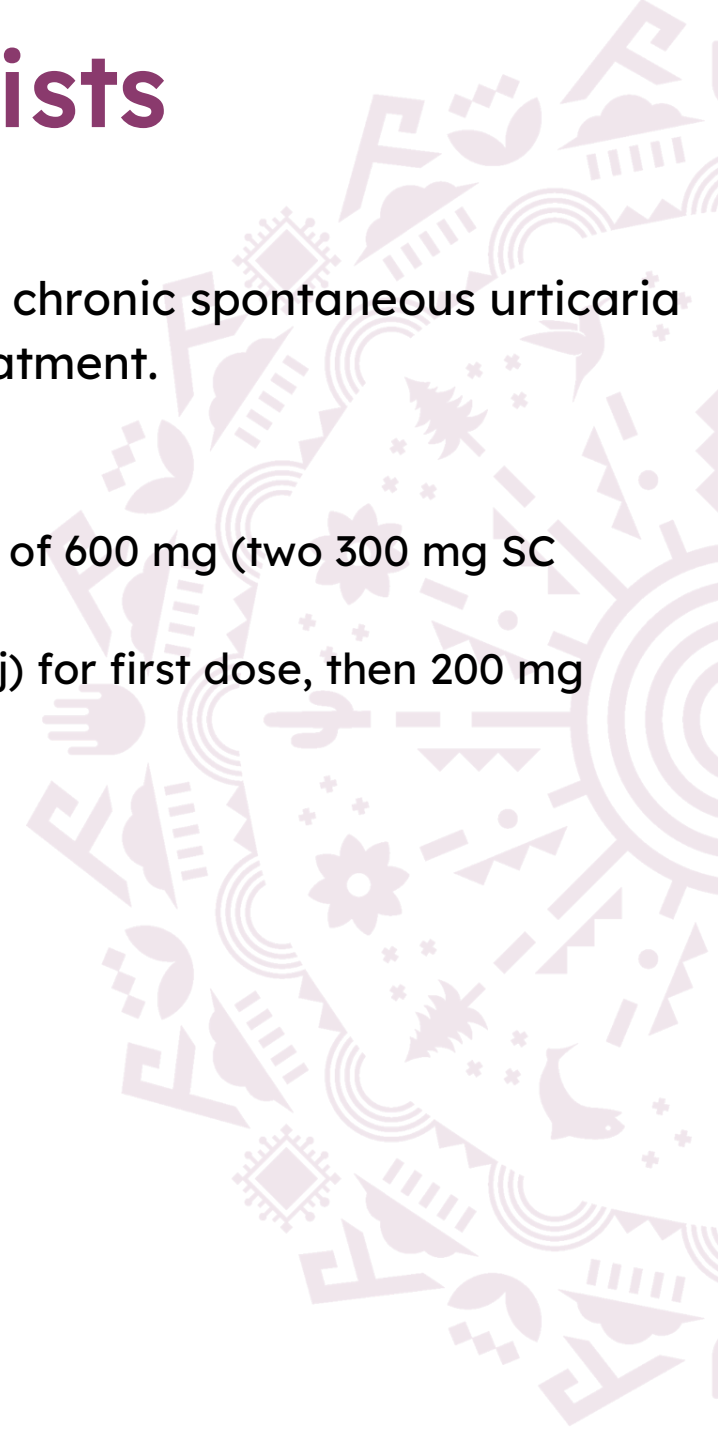 ists
chronic spontaneous urticaria
atment.
of 600 mg (two 300 mg SC
j) for first dose, then 200 mg